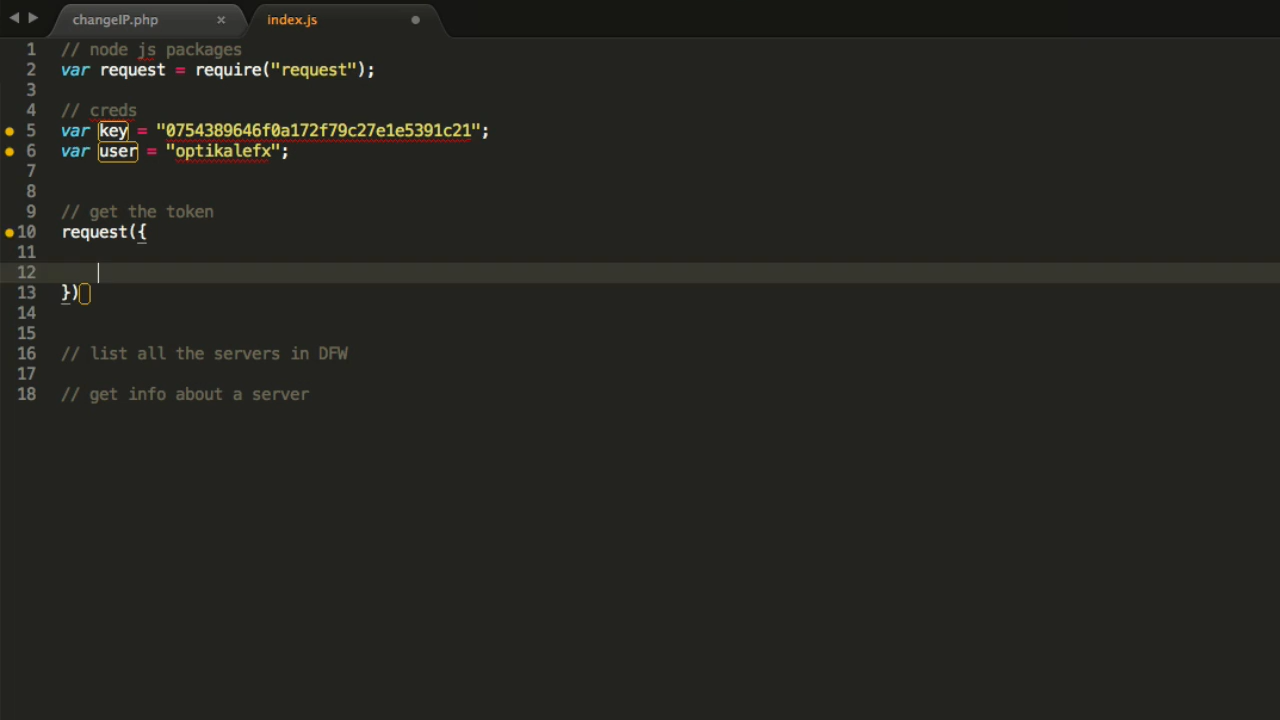 changeIP.php × index.js
1 // node js packages
2 var request = require("request");
3
4 // creds
5 var key = "0754389646f0a172f79c27e1e5391c21";
6 var user = "optikalefx";
7
8
9 // get the token
10 request({
11
12
13 })
14
15
16 // list all the servers in DFW
17
18 // get info about a server